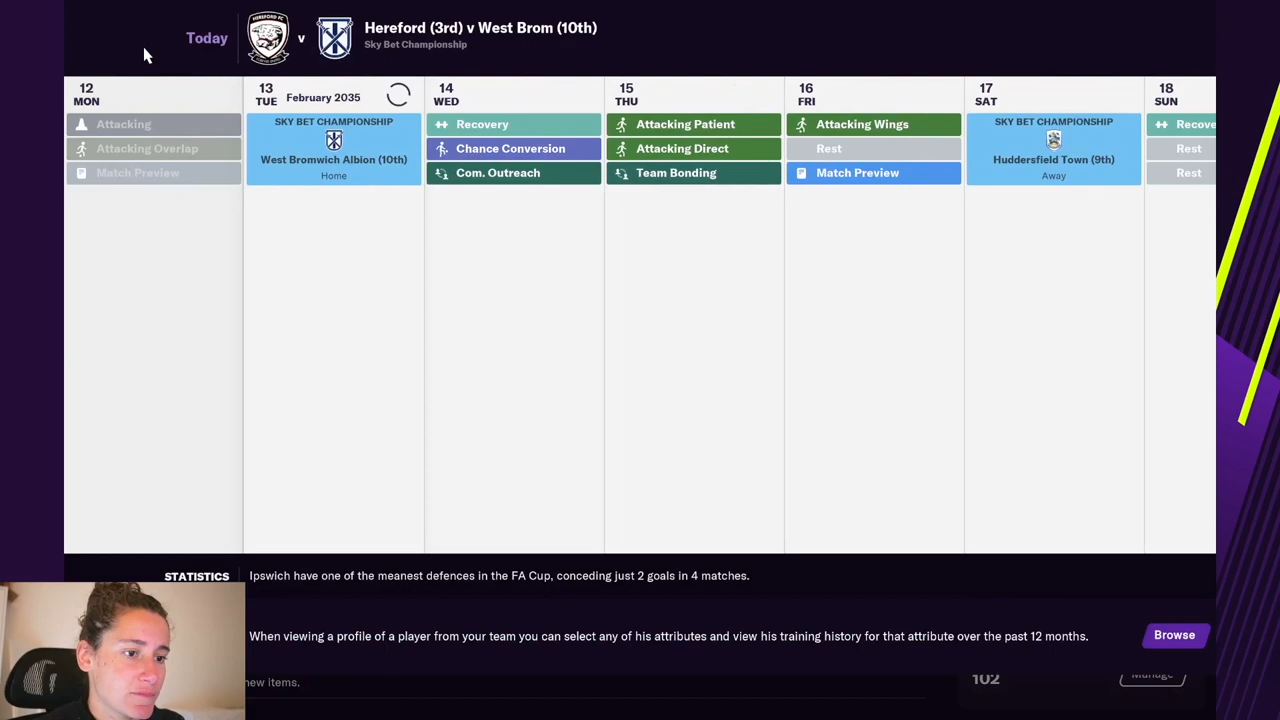 Today
HEREFORD FC
v
Hereford (3rd) v West Brom (10th)
Sky Bet Championship
12
MON
Attacking
Attacking Overlap
Match Preview
13
TUE
February 2035
SKY BET CHAMPIONSHIP
West Bromwich Albion (10th)
Home
14
WED
Recovery
Chance Conversion
Com. Outreach
15
THU
Attacking Patient
Attacking Direct
Team Bonding
16
FRI
Attacking Wings
Rest
Match Preview
17
SAT
SKY BET CHAMPIONSHIP
Huddersfield Town (9th)
Away
18
SUN
Recove
Rest
Rest
STATISTICS
Ipswich have one of the meanest defences in the FA Cup, conceding just 2 goals in 4 matches.
When viewing a profile of a player from your team you can select any of his attributes and view his training history for that attribute over the past 12 months.
Browse
new items.
102
Manage